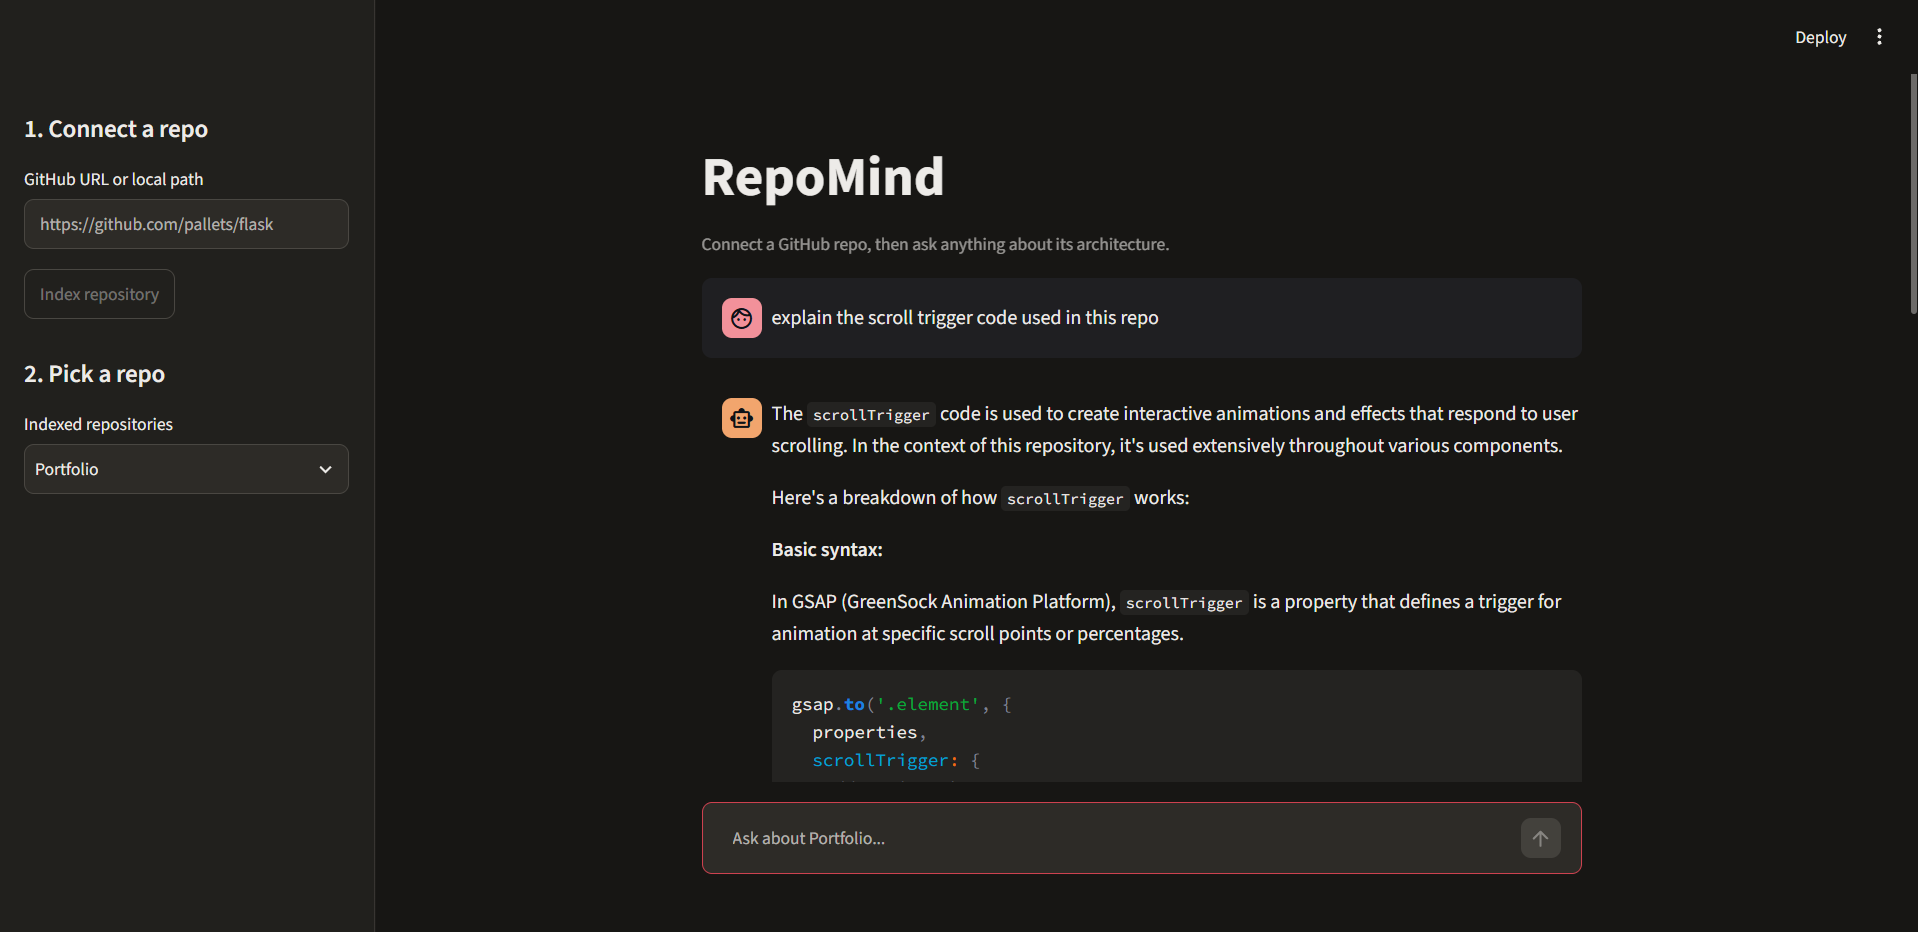 Deploy
1. Connect a repo
GitHub URL or local path
https://github.com/pallets/flask
Index repository
2. Pick a repo
Indexed repositories
Portfolio
RepoMind
Connect a GitHub repo, then ask anything about its architecture.
explain the scroll trigger code used in this repo
The scrollTrigger code is used to create interactive animations and effects that respond to user
scrolling. In the context of this repository, it's used extensively throughout various components.
Here's a breakdown of how scrollTrigger works:
Basic syntax:
In GSAP (GreenSock Animation Platform), scrollTrigger is a property that defines a trigger for
animation at specific scroll points or percentages.
gsap.to('.element', {
  properties,
  scrollTrigger: {
Ask about Portfolio...